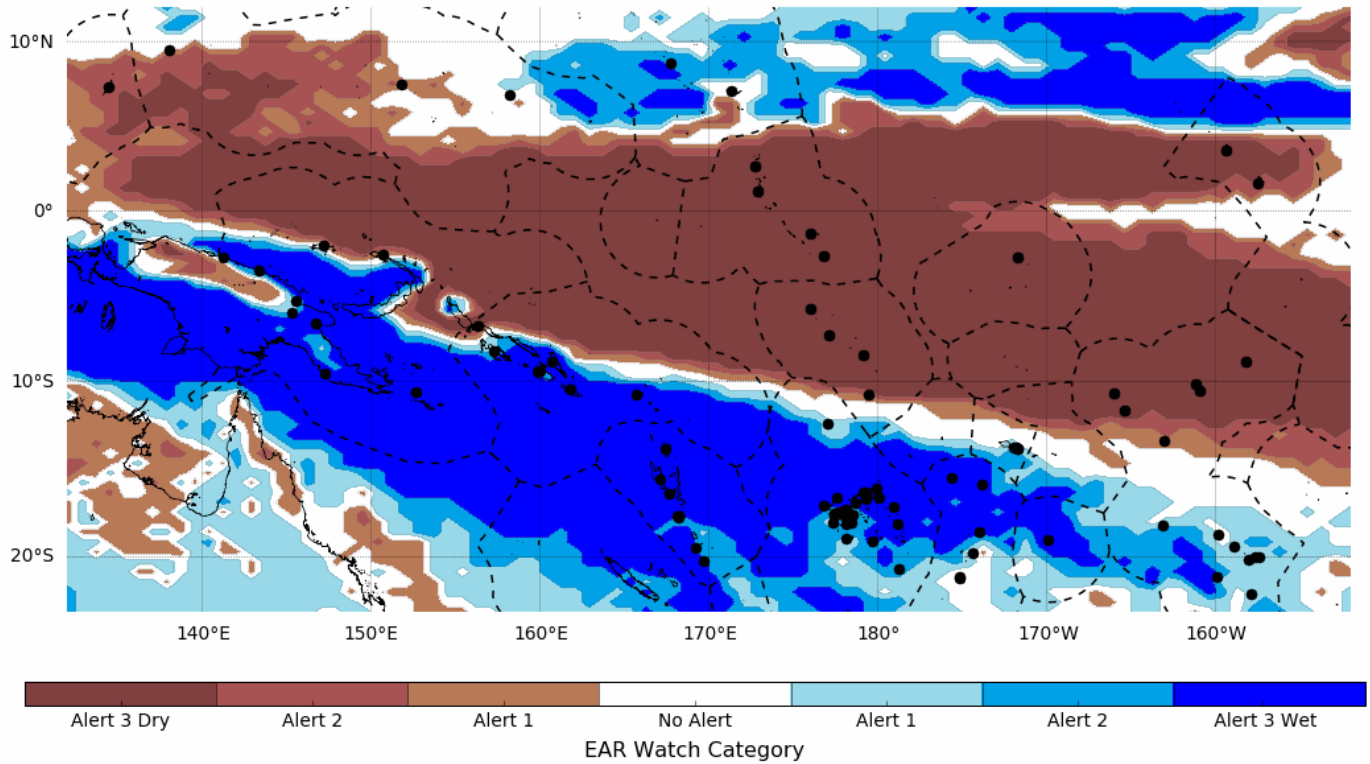 10°N
0°
10°S
20°S
140°E 150°E 160°E 170°E 180° 170°W 160°W
Alert 3 Dry Alert 2 Alert 1 No Alert Alert 1 Alert 2 Alert 3 Wet
EAR Watch Category